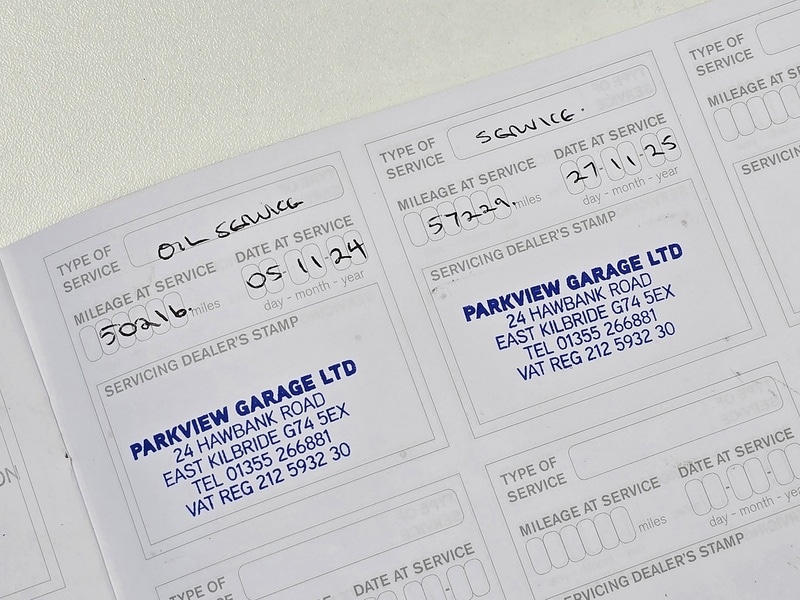 TYPE OF SERVICE OIL SERVICE
MILEAGE AT SERVICE
50216. miles
DATE AT SERVICE
05-11-24
day - month - year
SERVICING DEALER'S STAMP
PARKVIEW GARAGE LTD
24 HAWBANK ROAD
EAST KILBRIDE G74 5EX
TEL 01355 266881
VAT REG 212 5932 30
TYPE OF SERVICE SERVICE.
MILEAGE AT SERVICE
57229. miles
DATE AT SERVICE
27-11-25
day - month - year
SERVICING DEALER'S STAMP
PARKVIEW GARAGE LTD
24 HAWBANK ROAD
EAST KILBRIDE G74 5EX
TEL 01355 266881
VAT REG 212 5932 30
TYPE OF
SERVICE
MILEAGE AT
SERVICING
TYPE OF
DATE AT SERVICE
TYPE OF
SERVICE
MILEAGE AT SERVICE
miles
DATE AT SERVICE
day - month - year
SERVICING DEALER'S STAMP